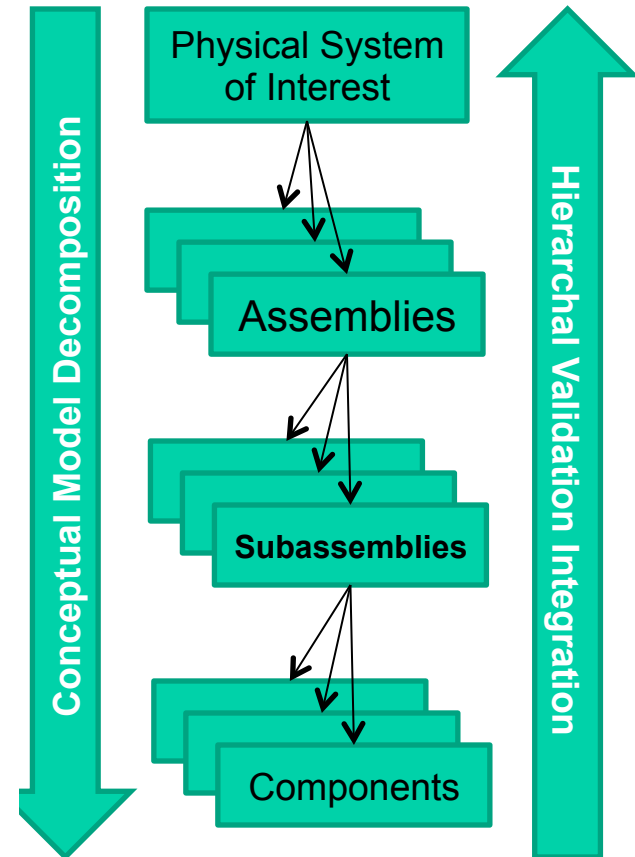 Physical System
of Interest
Conceptual Model Decomposition
Hierarchal Validation Integration
Assemblies
Subassemblies
Components